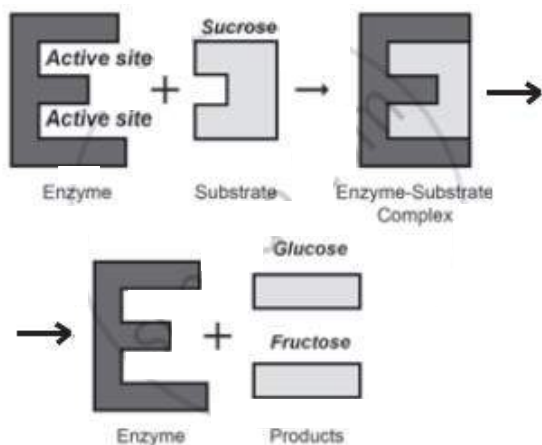 Sucrose
Active site
+
→
→
Active site
Enzyme
Substrate
Enzyme-Substrate
Complex
Glucose
→
+
Fructose
Enzyme
Products